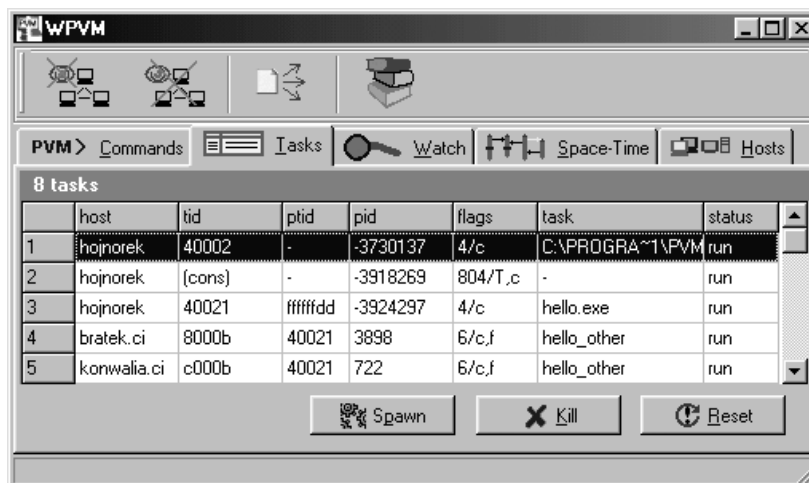 WPVM
PVM> Commands Tasks Watch Space-Time Hosts
8 tasks
host tid ptid pid flags task status
1 hojnorek 40002 - -3730137 4/c C:\PROGRA~1\PVM run
2 hojnorek (cons) - -3918269 804/T,c - run
3 hojnorek 40021 ffffffdd -3924297 4/c hello.exe run
4 bratek.ci 8000b 40021 3898 6/c,f hello_other run
5 konwalia.ci c000b 40021 722 6/c,f hello_other run
Spawn Kill Reset